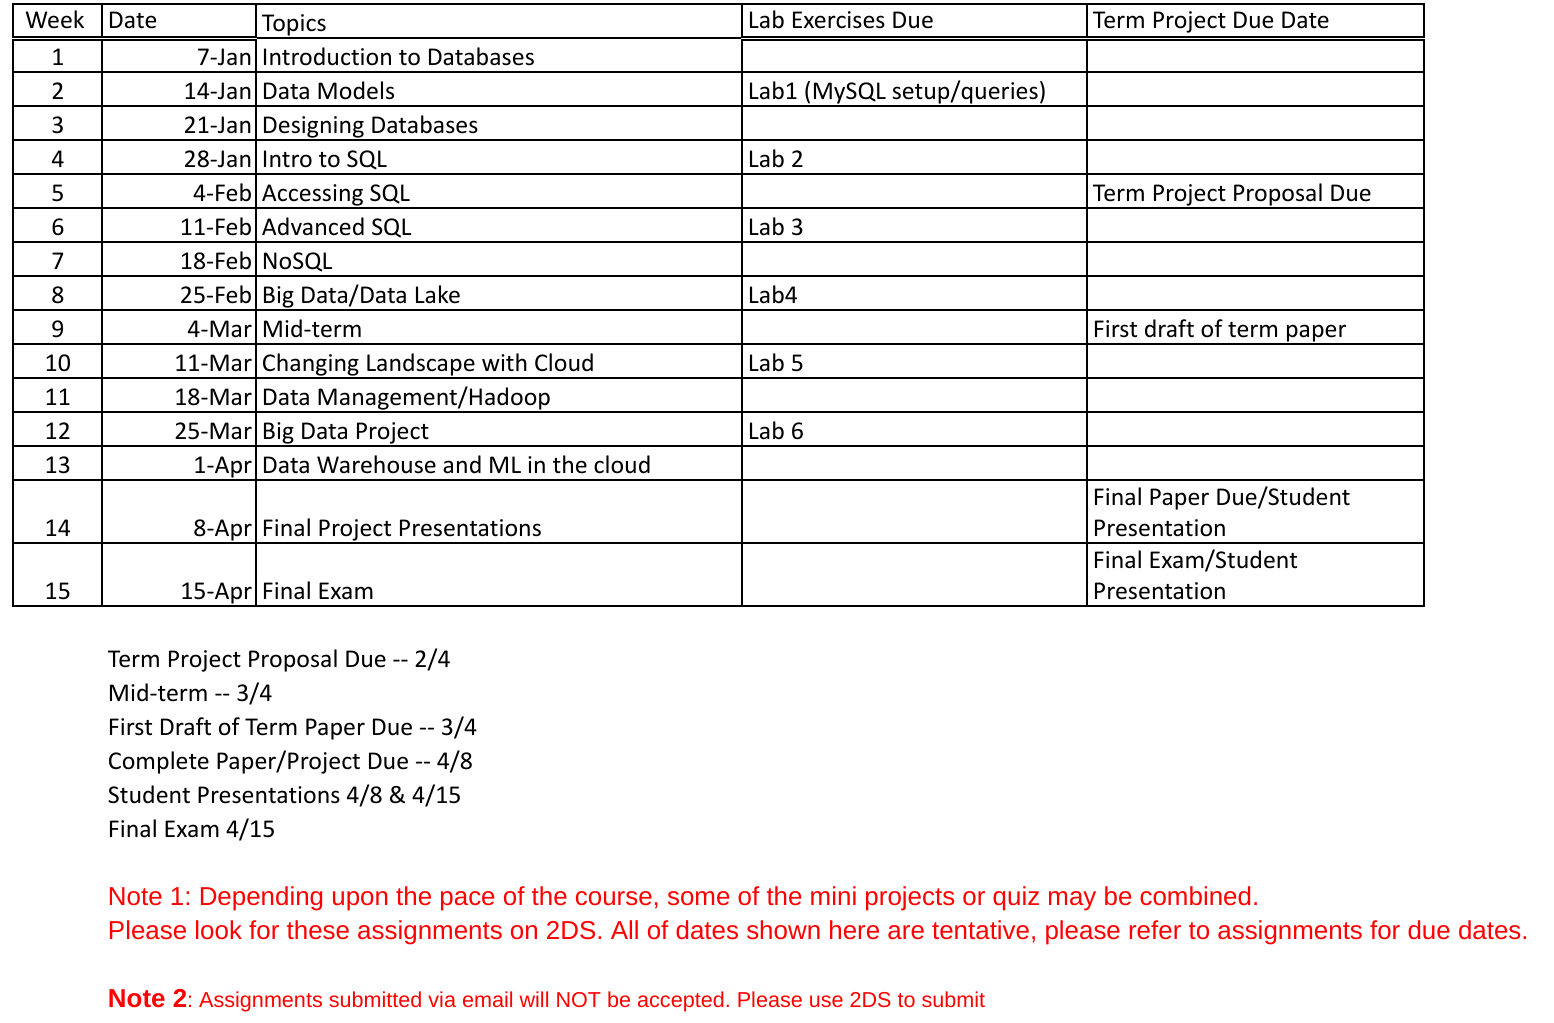 Week Date Topics Lab Exercises Due Term Project Due Date
1 7-Jan Introduction to Databases
2 14-Jan Data Models Lab1 (MySQL setup/queries)
3 21-Jan Designing Databases
4 28-Jan Intro to SQL Lab 2
5 4-Feb Accessing SQL Term Project Proposal Due
6 11-Feb Advanced SQL Lab 3
7 18-Feb NoSQL
8 25-Feb Big Data/Data Lake Lab4
9 4-Mar Mid-term First draft of term paper
10 11-Mar Changing Landscape with Cloud Lab 5
11 18-Mar Data Management/Hadoop
12 25-Mar Big Data Project Lab 6
13 1-Apr Data Warehouse and ML in the cloud
Final Paper Due/Student
14 8-Apr Final Project Presentations Presentation
Final Exam/Student
15 15-Apr Final Exam Presentation
Term Project Proposal Due -- 2/4
Mid-term -- 3/4
First Draft of Term Paper Due -- 3/4
Complete Paper/Project Due -- 4/8
Student Presentations 4/8 & 4/15
Final Exam 4/15
Note 1: Depending upon the pace of the course, some of the mini projects or quiz may be combined.
Please look for these assignments on 2DS. All of dates shown here are tentative, please refer to assignments for due dates.
Note 2: Assignments submitted via email will NOT be accepted. Please use 2DS to submit